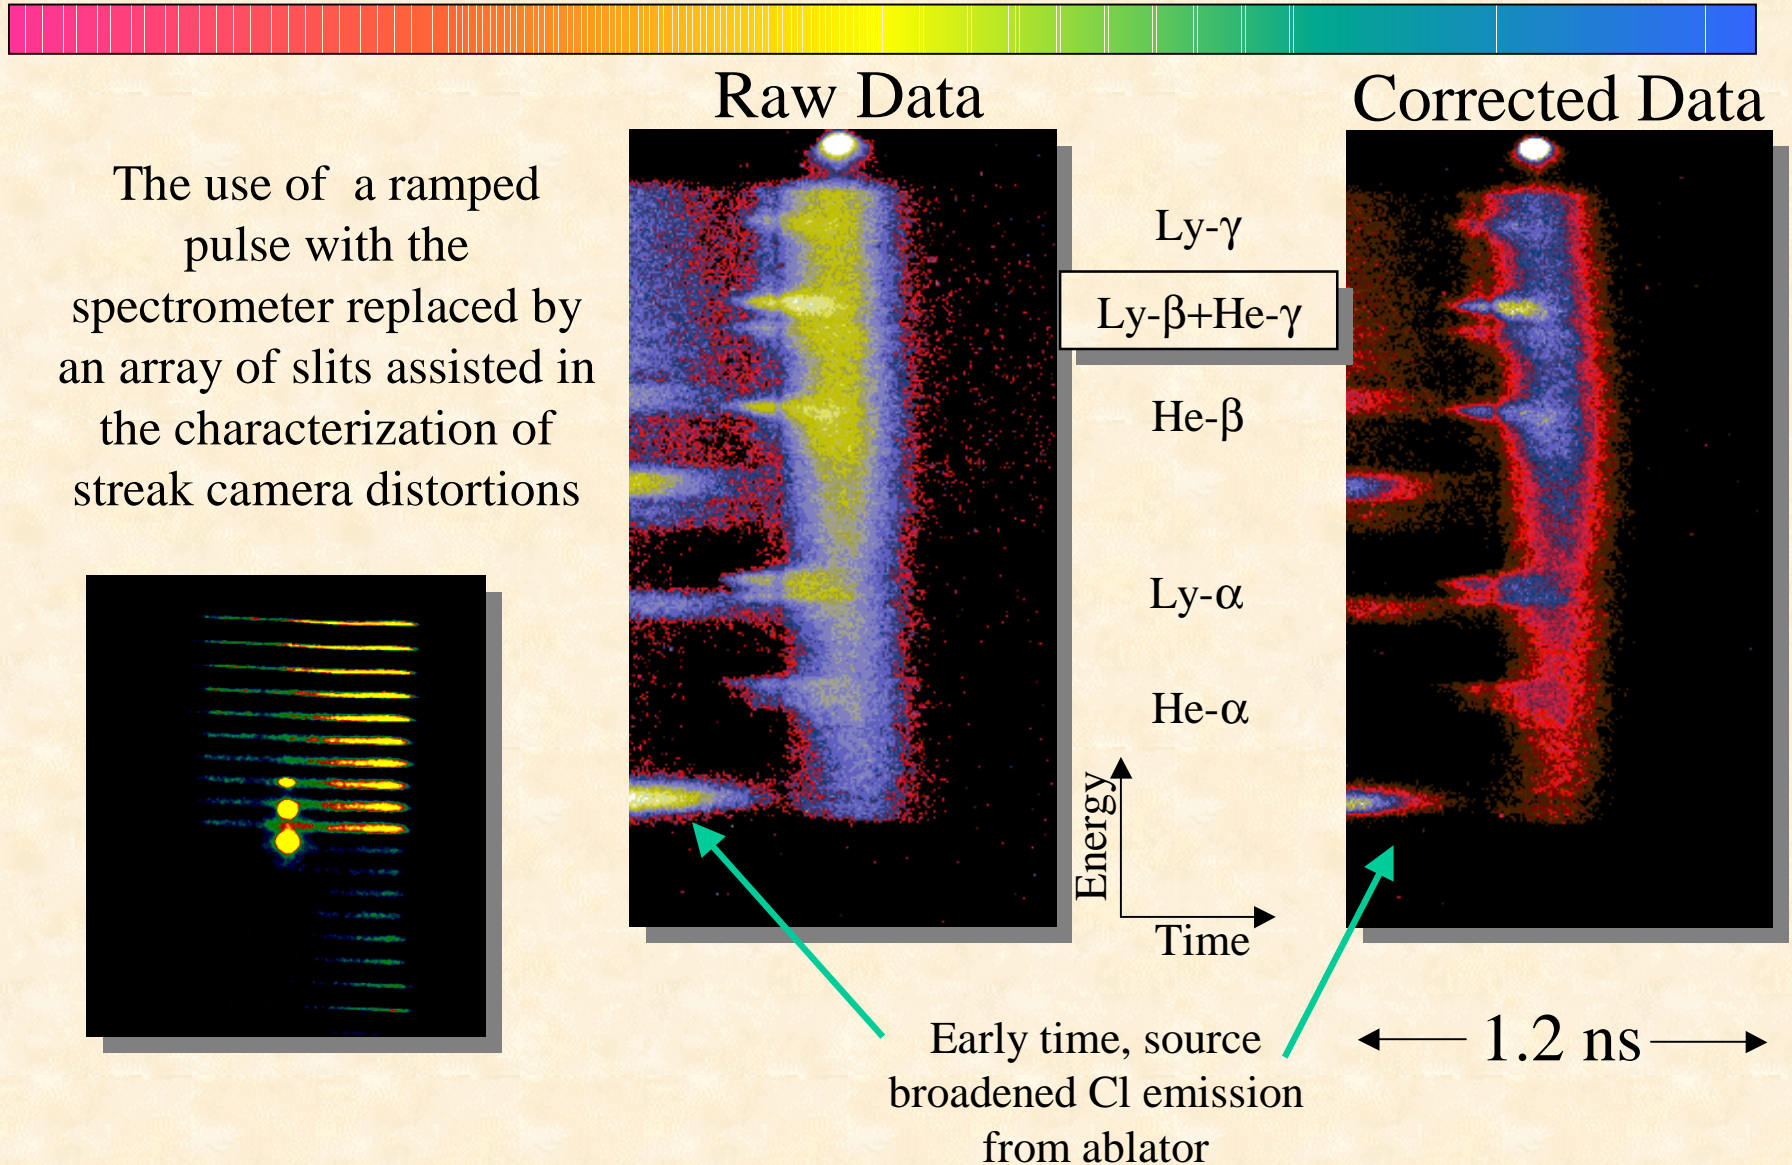 Raw Data
Corrected Data
The use of a ramped
pulse with the
spectrometer replaced by
an array of slits assisted in
the characterization of
streak camera distortions
Ly-γ
Ly-β+He-γ
He-β
Ly-α
He-α
Energy
Time
Early time, source
broadened Cl emission
from ablator
1.2 ns